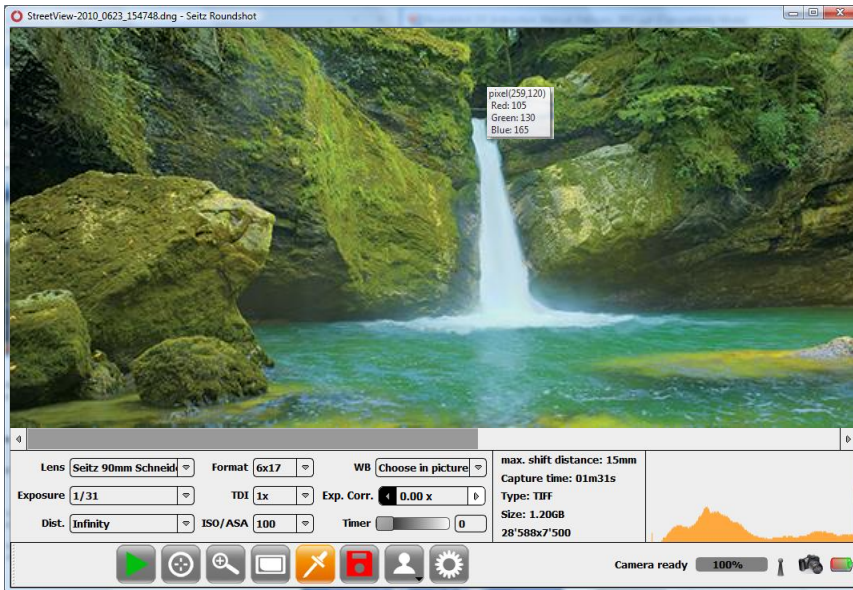 StreetView-2010_0623_154748.dng - Seitz Roundshot
pixel(259,120)
Red: 105
Green: 130
Blue: 165
Lens Seitz 90mm Schneid Format 6x17 WB Choose in picture
Exposure 1/31 TDI 1x Exp. Corr. 0.00 x
Dist. Infinity ISO/ASA 100 Timer 0
max. shift distance: 15mm
Capture time: 01m31s
Type: TIFF
Size: 1.20GB
28'588x7'500
Camera ready 100%